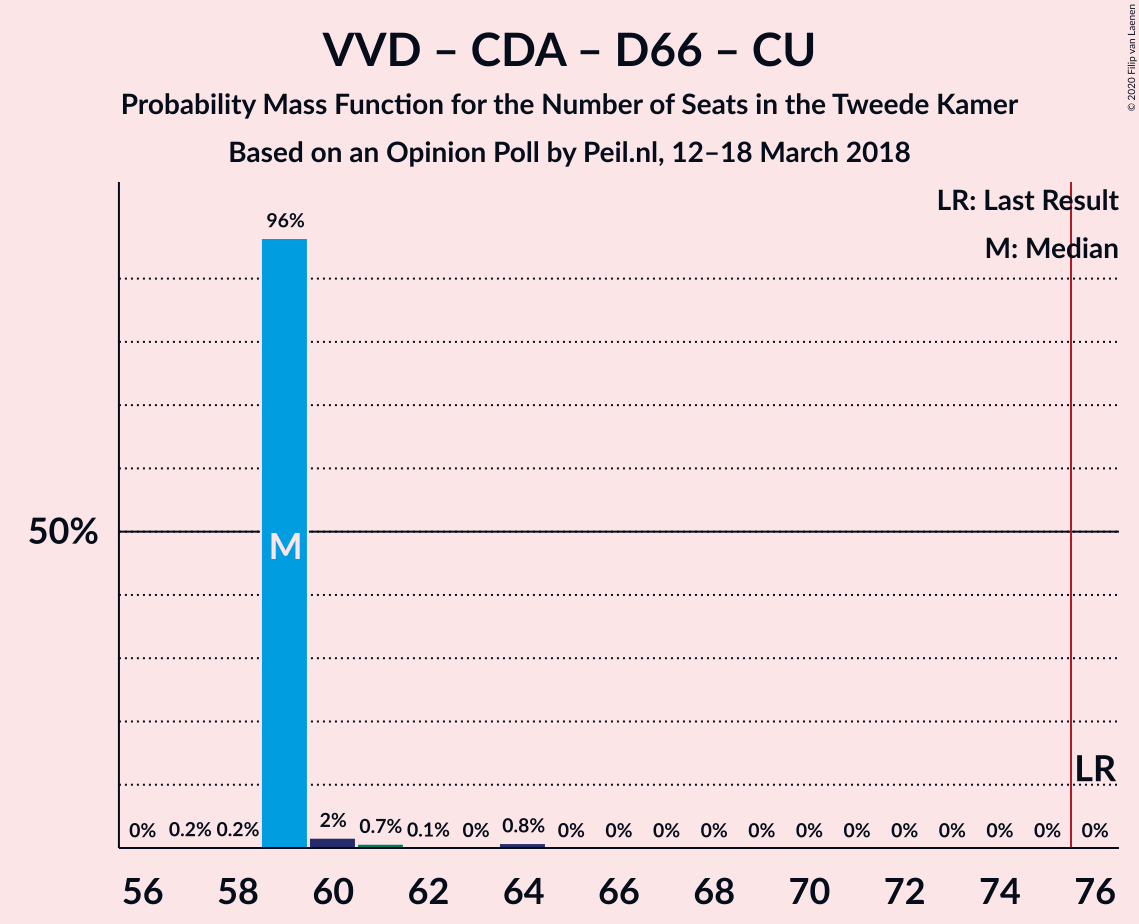 VVD – CDA – D66 – CU
Probability Mass Function for the Number of Seats in the Tweede Kamer
Based on an Opinion Poll by Peil.nl, 12–18 March 2018
© 2020 Filip van Laenen
LR: Last Result
M: Median
96%
50%
M
LR
0% 0.2% 0.2% 2% 0.7% 0.1% 0% 0.8% 0% 0% 0% 0% 0% 0% 0% 0% 0% 0% 0% 0%
56 58 60 62 64 66 68 70 72 74 76